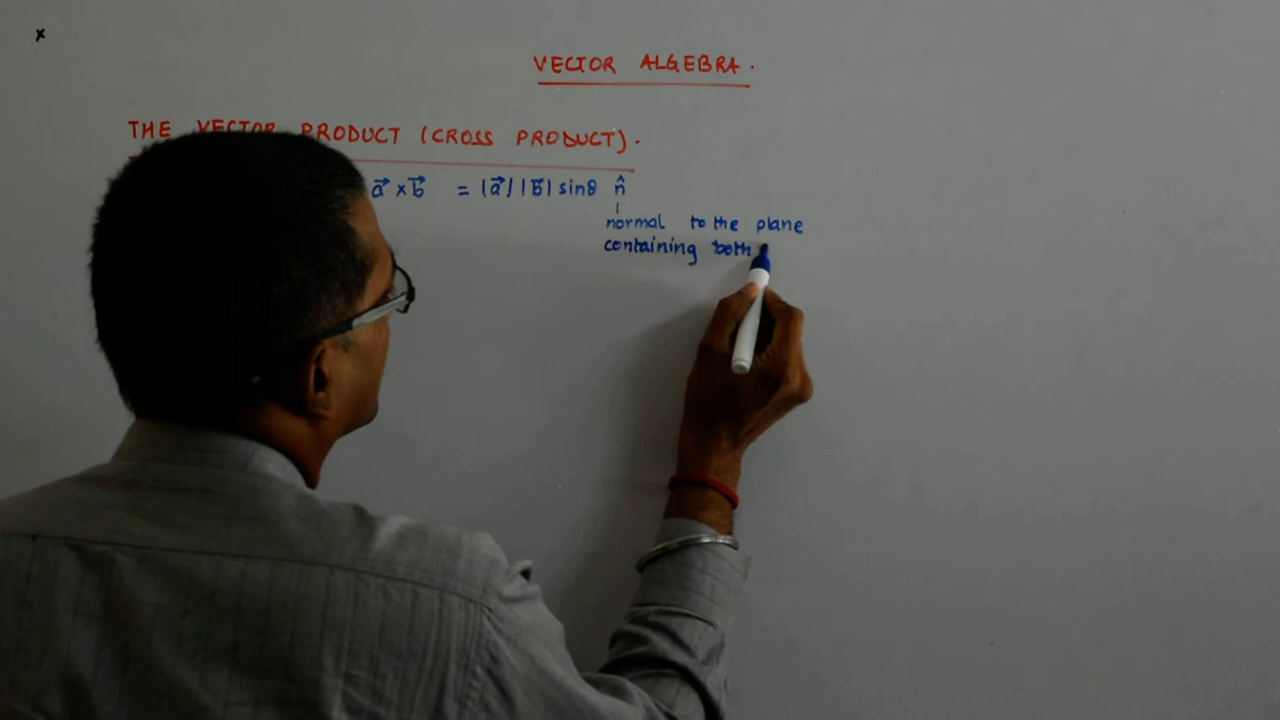 x
VECTOR ALGEBRA.
THE VECTOR PRODUCT (CROSS PRODUCT).
a⃗ × b⃗ = |a⃗| |b⃗| sinθ n̂
normal to the plane
containing both